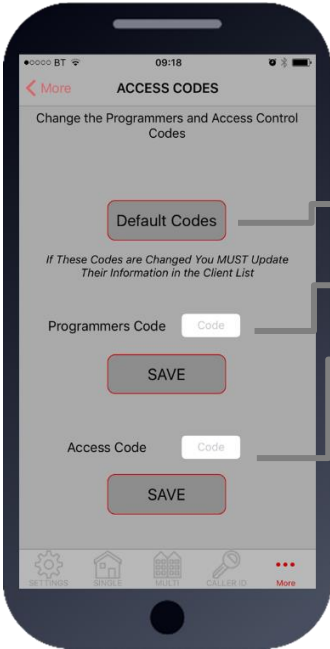 BT 09:18
More ACCESS CODES
Change the Programmers and Access Control
Codes
Default Codes
If These Codes are Changed You MUST Update
Their Information in the Client List
Programmers Code Code
SAVE
Access Code Code
SAVE
SETTINGS SINGLE MULTI CALLER ID More